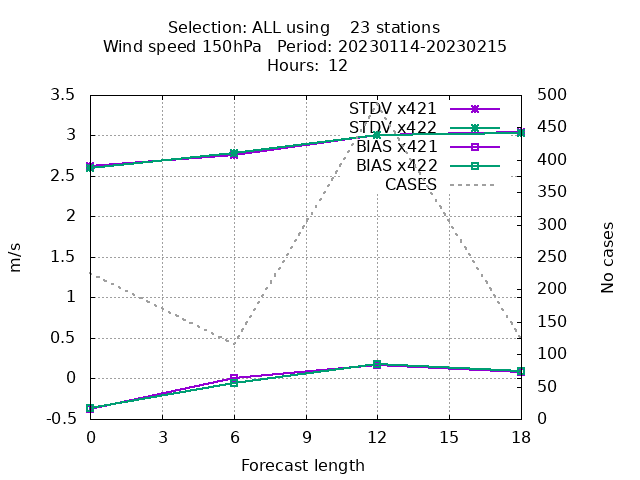 Selection: ALL using    23 stations
Wind speed 150hPa   Period: 20230114-20230215
Hours:  12
3.5
3
2.5
2
1.5
1
0.5
0
-0.5
m/s
STDV x421
STDV x422
BIAS x421
BIAS x422
CASES
500
450
400
350
300
250
200
150
100
50
0
No cases
0 3 6 9 12 15 18
Forecast length